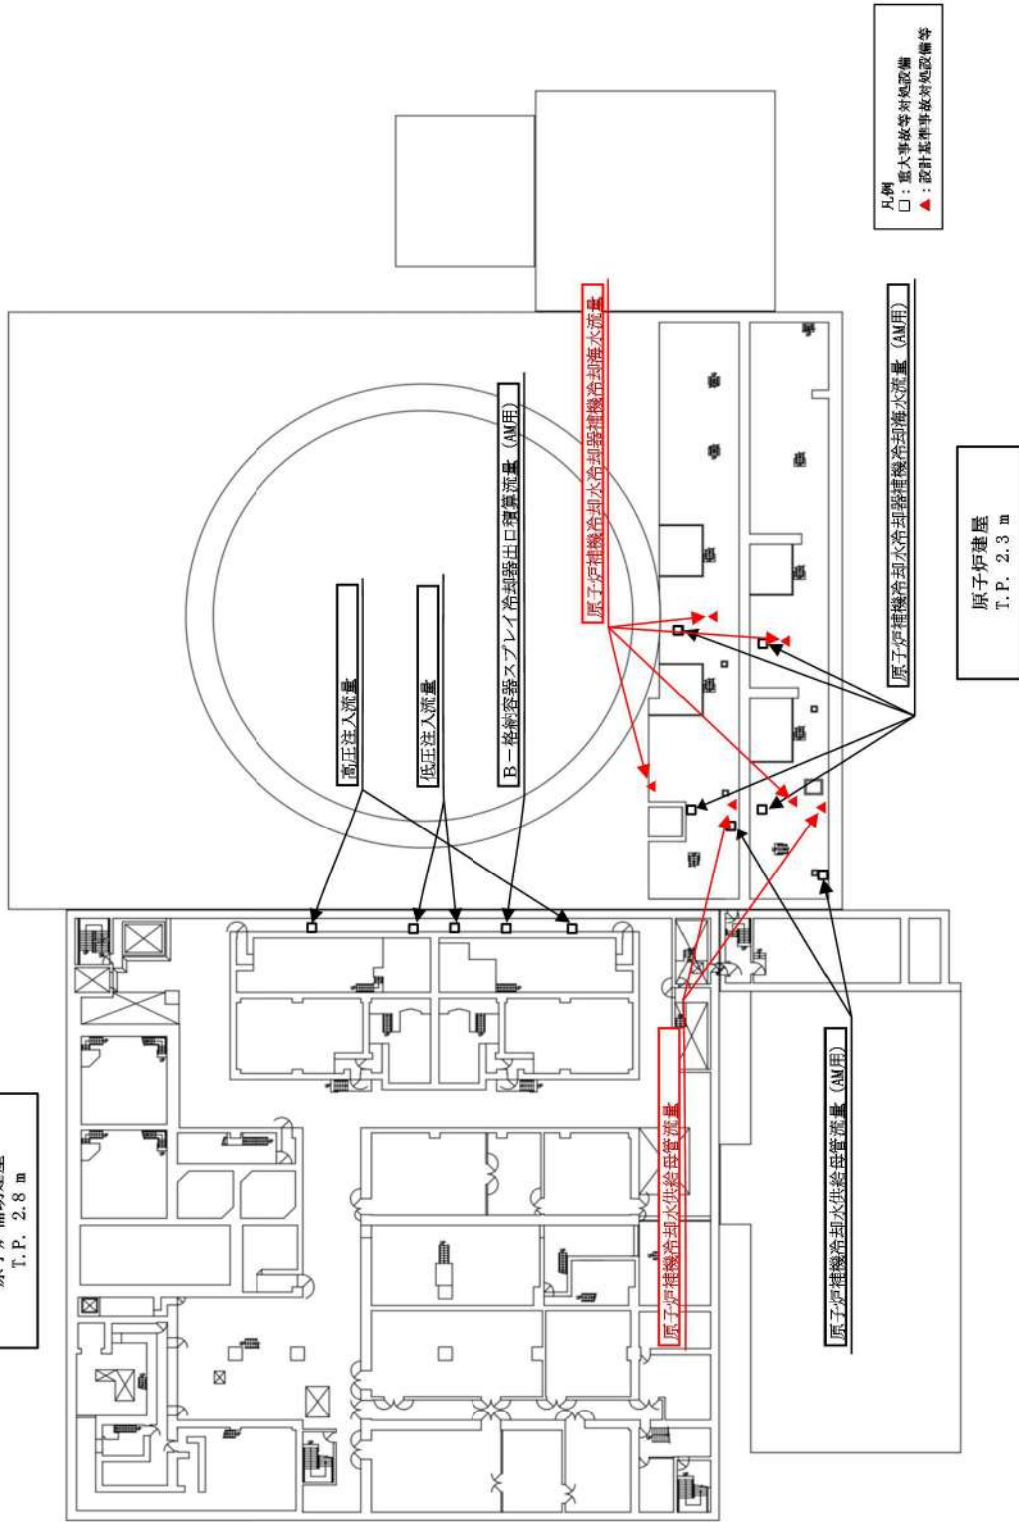 凡例
□：重大事故等対処設備
▲：設計基準事故対処設備等
原子炉補機冷却水冷却器補機冷却海水流量
原子炉補機冷却水冷却器補機冷却海水流量（AM用）
B－格納容器スプレイ冷却器出口積算流量（AM用）
高圧注入流量
低圧注入流量
原子炉建屋
T.P. 2.3 m
原子炉補機冷却水供給母管流量
原子炉補機冷却水供給母管流量（AM用）
T.P. 2.8 m